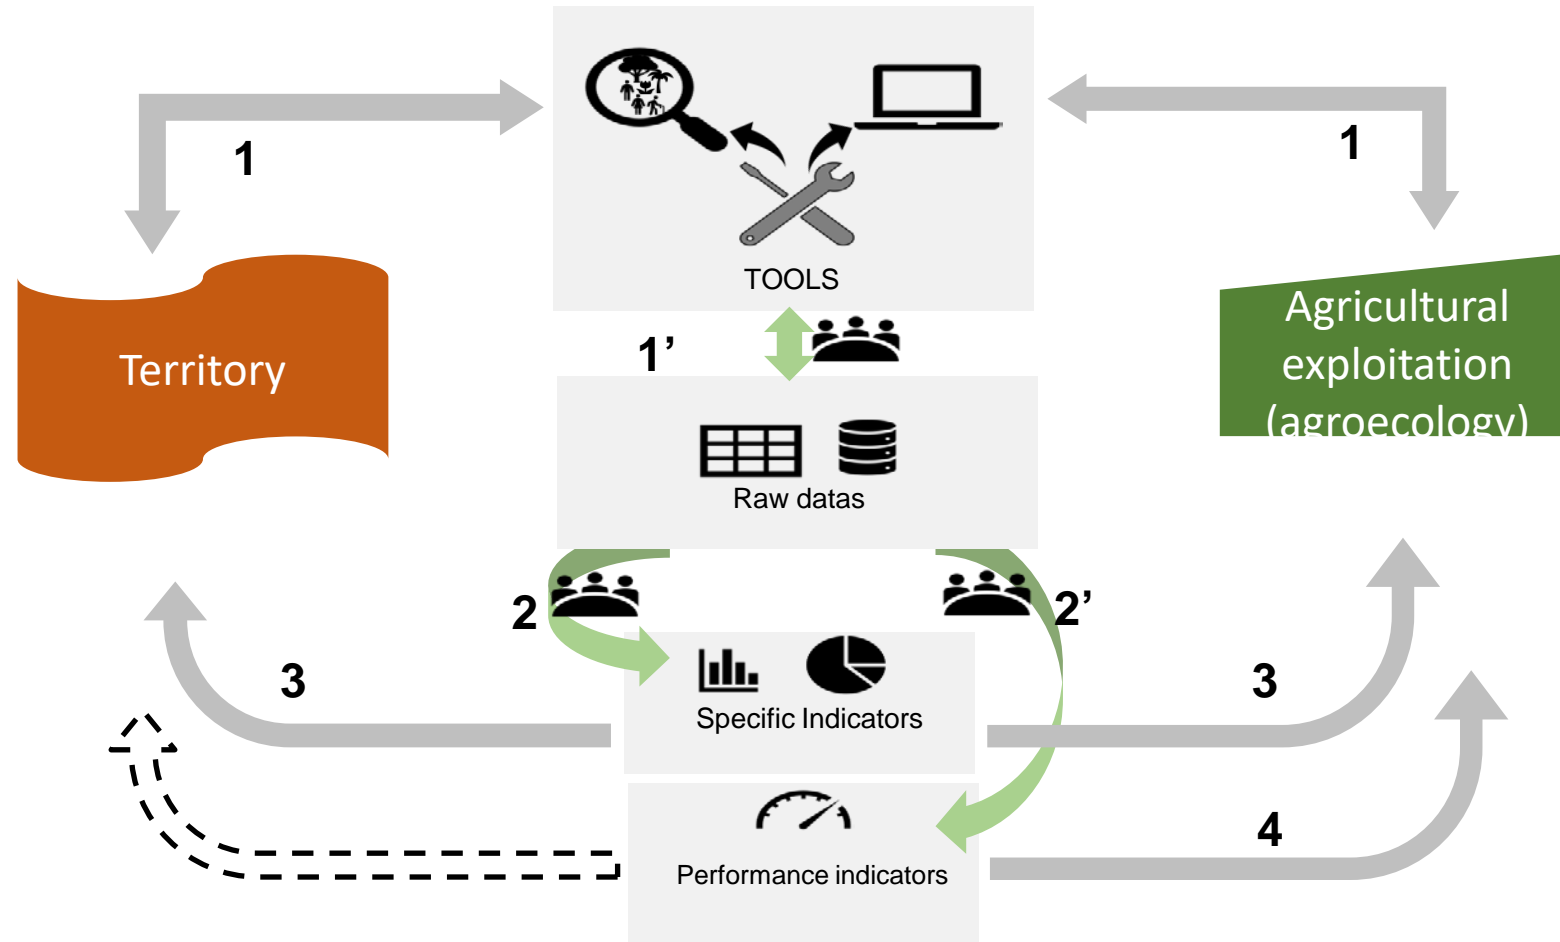 1
1
TOOLS
Territory
Agricultural
exploitation
(agroecology)
1’
Raw datas
2
2’
3
3
Specific Indicators
4
Performance indicators